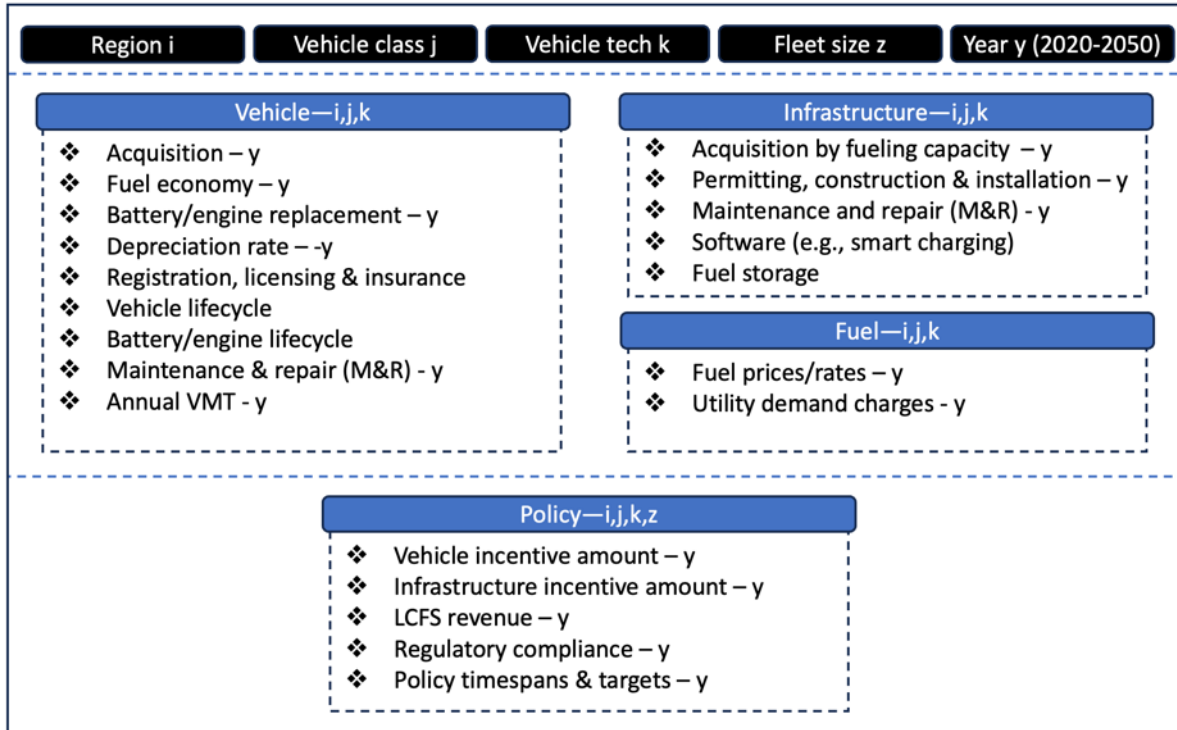 Region i
Vehicle class j
Vehicle tech k
Fleet size z
Year y (2020-2050)
Vehicle—i,j,k
❖ Acquisition – y
❖ Fuel economy – y
❖ Battery/engine replacement – y
❖ Depreciation rate – -y
❖ Registration, licensing & insurance
❖ Vehicle lifecycle
❖ Battery/engine lifecycle
❖ Maintenance & repair (M&R) - y
❖ Annual VMT - y
Infrastructure—i,j,k
❖ Acquisition by fueling capacity – y
❖ Permitting, construction & installation – y
❖ Maintenance and repair (M&R) - y
❖ Software (e.g., smart charging)
❖ Fuel storage
Fuel—i,j,k
❖ Fuel prices/rates – y
❖ Utility demand charges - y
Policy—i,j,k,z
❖ Vehicle incentive amount – y
❖ Infrastructure incentive amount – y
❖ LCFS revenue – y
❖ Regulatory compliance – y
❖ Policy timespans & targets – y